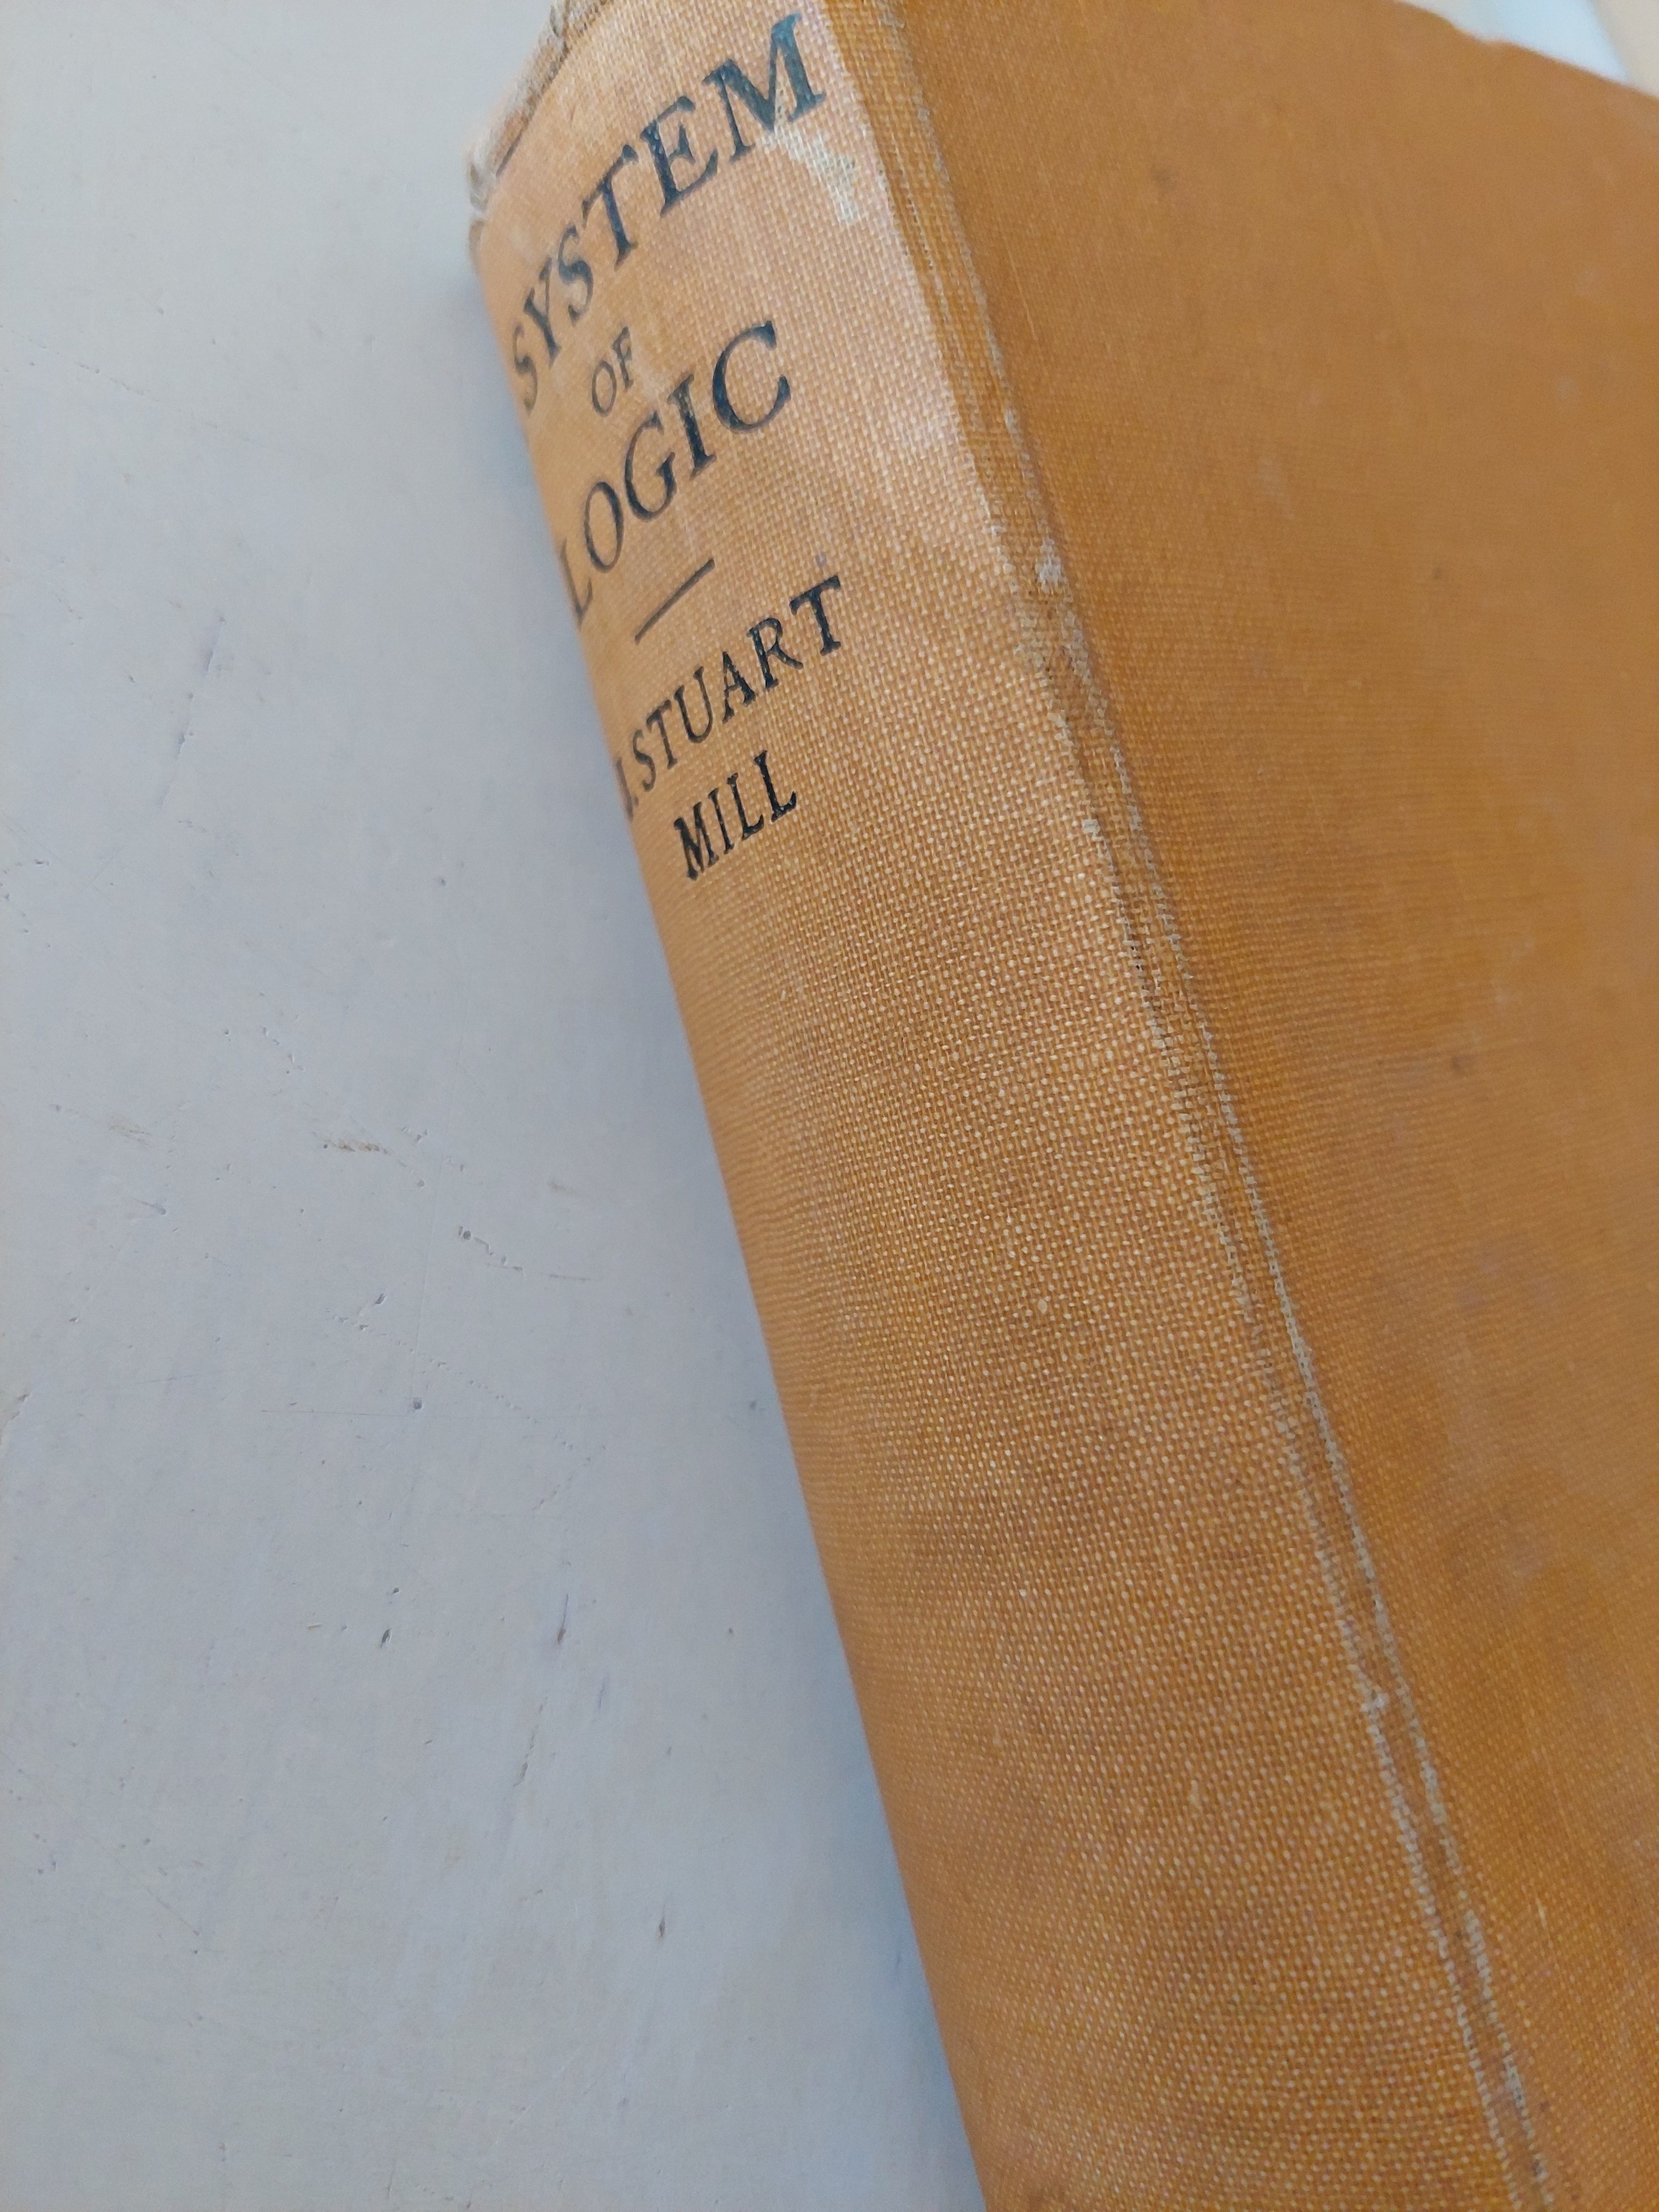 SYSTEM
OF
LOGIC
J. STUART
MILL